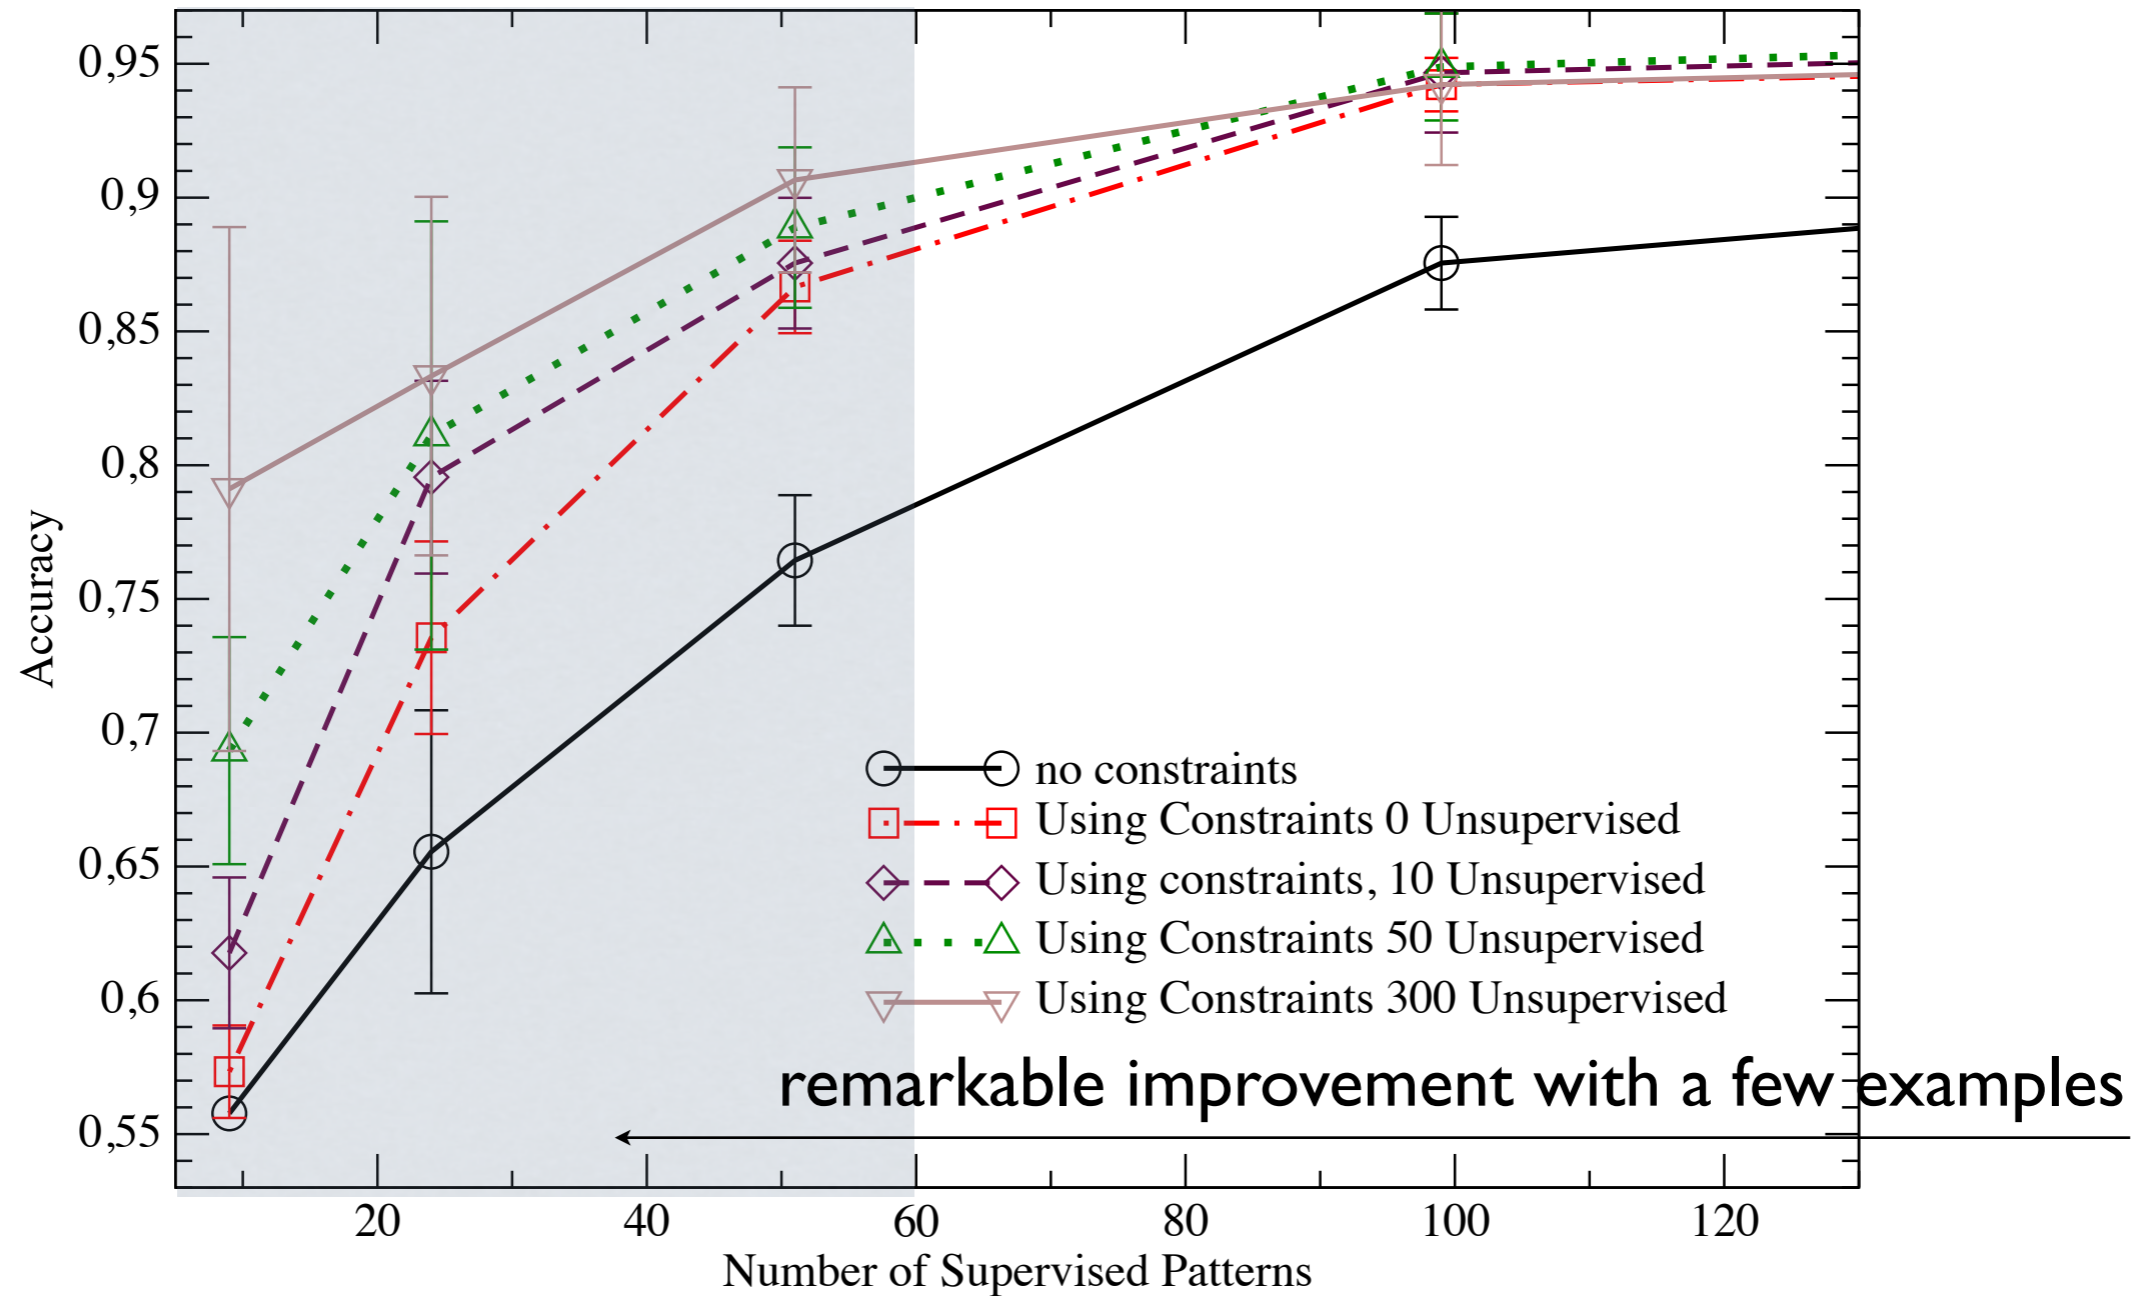 0,95
0,9
0,85
0,8
0,75
0,7
0,65
0,6
0,55
Accuracy
no constraints
Using Constraints 0 Unsupervised
Using constraints, 10 Unsupervised
Using Constraints 50 Unsupervised
Using Constraints 300 Unsupervised
remarkable improvement with a few examples
20 40 60 80 100 120
Number of Supervised Patterns